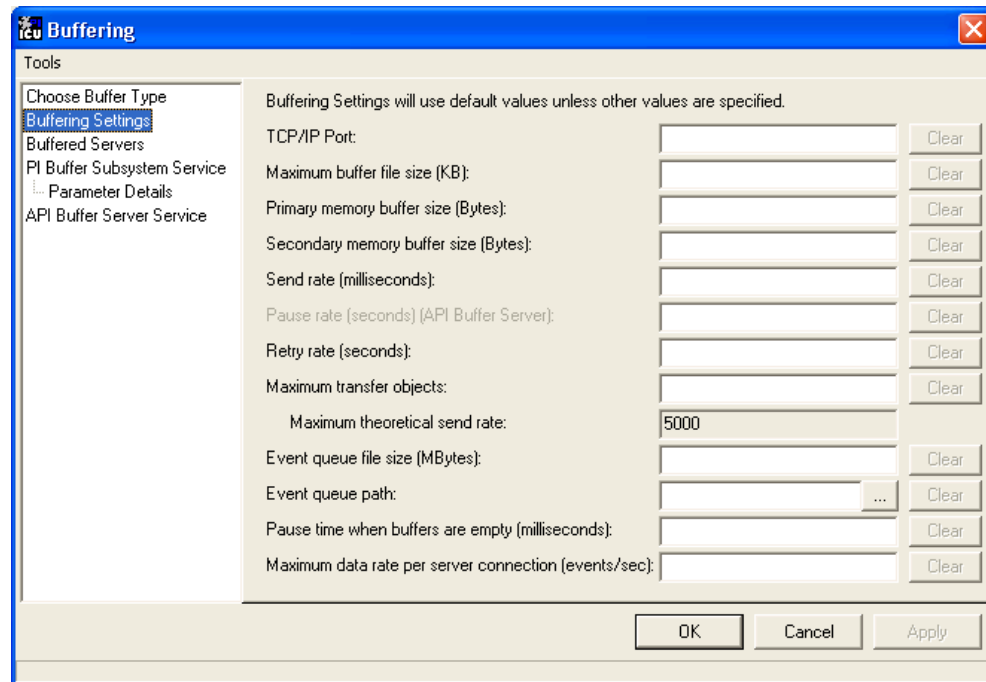 ICU Buffering
Tools
Choose Buffer Type
Buffering Settings
Buffered Servers
PI Buffer Subsystem Service
Parameter Details
API Buffer Server Service
Buffering Settings will use default values unless other values are specified.
TCP/IP Port: Clear
Maximum buffer file size (KB): Clear
Primary memory buffer size (Bytes): Clear
Secondary memory buffer size (Bytes): Clear
Send rate (milliseconds): Clear
Pause rate (seconds) (API Buffer Server): Clear
Retry rate (seconds): Clear
Maximum transfer objects: Clear
Maximum theoretical send rate: 5000
Event queue file size (MBytes): Clear
Event queue path: ... Clear
Pause time when buffers are empty (milliseconds): Clear
Maximum data rate per server connection (events/sec): Clear
OK Cancel Apply